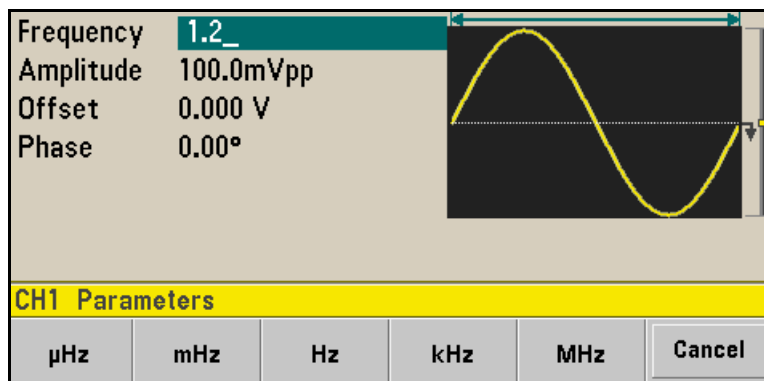 Frequency 1.2_
Amplitude 100.0mVpp
Offset 0.000 V
Phase 0.00°
CH1 Parameters
µHz mHz Hz kHz MHz Cancel